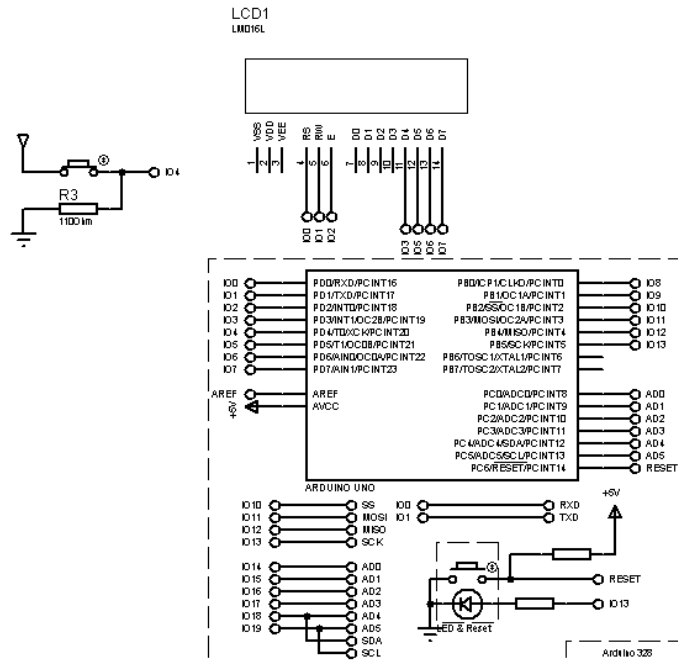 LCD1
LM016L
VSS
VDD
VEE
RS
RW
E
D0
D1
D2
D3
D4
D5
D6
D7
1
2
3
4
5
6
7
8
9
10
11
12
13
14
IO4
R3
IO0
IO1
IO2
IO3
IO5
IO6
IO7
IO0 PD0/RXD/PCINT16 PB0/ICP1/CLKO/PCINT0 IO8
IO1 PD1/TXD/PCINT17 PB1/OC1A/PCINT1 IO9
IO2 PD2/INT0/PCINT18 PB2/SS/OC1B/PCINT2 IO10
IO3 PD3/INT1/OC2B/PCINT19 PB3/MOSI/OC2A/PCINT3 IO11
IO4 PD4/T0/XCK/PCINT20 PB4/MISO/PCINT4 IO12
IO5 PD5/T1/OC0B/PCINT21 PB5/SCK/PCINT5 IO13
IO6 PD6/AIN0/OC0A/PCINT22 PB6/TOSC1/XTAL1/PCINT6
IO7 PD7/AIN1/PCINT23 PB7/TOSC2/XTAL2/PCINT7
AREF AREF PC0/ADC0/PCINT8 AD0
+5V AVCC PC1/ADC1/PCINT9 AD1
PC2/ADC2/PCINT10 AD2
PC3/ADC3/PCINT11 AD3
PC4/ADC4/SDA/PCINT12 AD4
PC5/ADC5/SCL/PCINT13 AD5
PC6/RESET/PCINT14 RESET
ARDUINO UNO
+5V
IO10 SS IO0 RXD
IO11 MOSI IO1 TXD
IO12 MISO
IO13 SCK
IO14 AD0
IO15 AD1 RESET
IO16 AD2
IO17 AD3 IO13
IO18 AD4
IO19 AD5 LED & Reset
SDA
SCL
Arduino 328